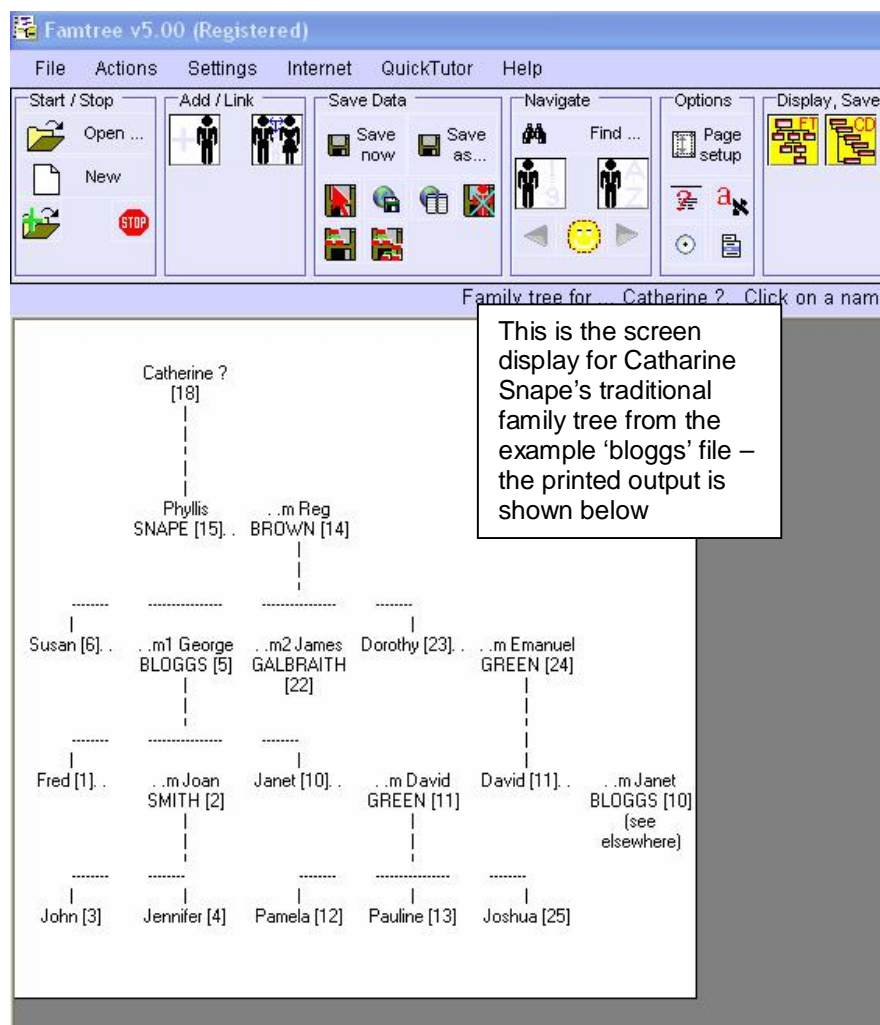 Famtree v5.00 (Registered)
File Actions Settings Internet QuickTutor Help
Start / Stop Add / Link Save Data Navigate Options Display, Save
Open ... Save now Save as... Find ... Page setup
New
STOP
FT CD
Family tree for ... Catherine ?. Click on a nam
This is the screen
display for Catharine
Snape’s traditional
family tree from the
example ‘bloggs’ file –
the printed output is
shown below
Catherine ?
[18]
Phyllis . .m Reg
SNAPE [15]. . BROWN [14]
Susan [6]. . . .m1 George . .m2 James Dorothy [23]. . . .m Emanuel
BLOGGS [5] GALBRAITH GREEN [24]
[22]
Fred [1]. . . .m Joan Janet [10]. . . .m David David [11]. . . .m Janet
SMITH [2] GREEN [11] BLOGGS [10]
(see
elsewhere)
John [3] Jennifer [4] Pamela [12] Pauline [13] Joshua [25]